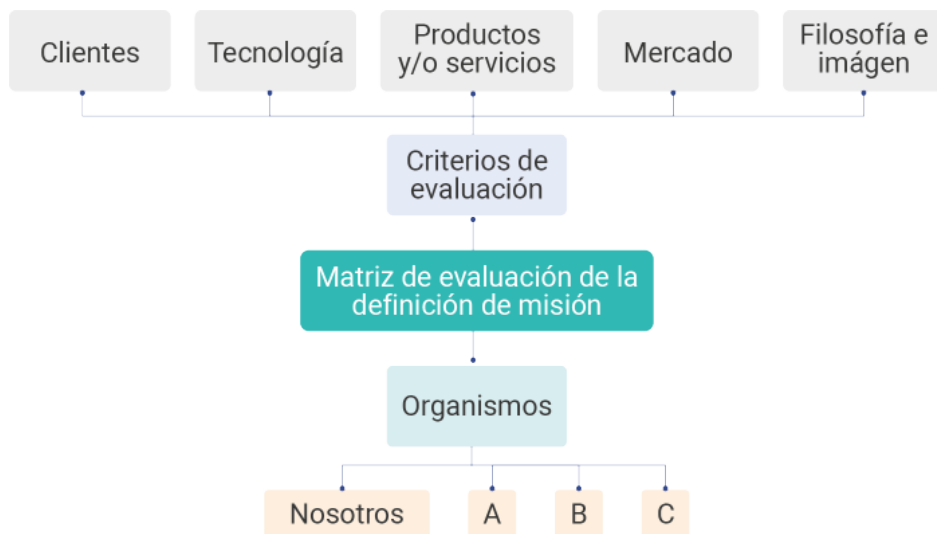 Clientes
Tecnología
Productos
y/o servicios
Mercado
Filosofía e
imágen
Criterios de
evaluación
Matriz de evaluación de la
definición de misión
Organismos
Nosotros
A
B
C